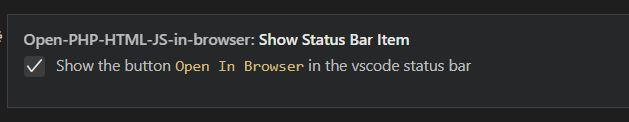 Open-PHP-HTML-JS-in-browser: Show Status Bar Item
Show the button Open In Browser in the vscode status bar